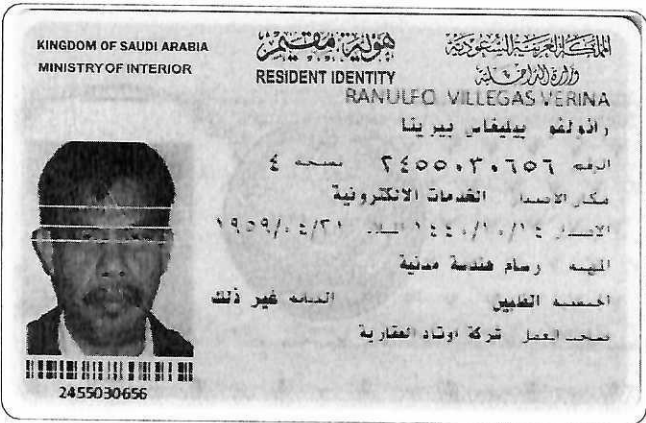 KINGDOM OF SAUDI ARABIA
MINISTRY OF INTERIOR
هوية مقيم
RESIDENT IDENTITY
المملكة العربية السعودية
وزارة الداخلية
RANULFO VILLEGAS VERINA
رانولفو بيليغاس بيرينا
الرقم ٢٤٥٥٠٣٠٦٥٦ نسخة ٤
مكان الاصدار الخدمات الالكترونية
الاصدار ١٤٤٠/١٠/١٤ الميلاد ١٩٥٩/٠٤/٢١
المهنة رسام هندسة مدنية
الجنسية الفلبين الديانة غير ذلك
صاحب العمل شركة اوتاد العقارية
2455030656